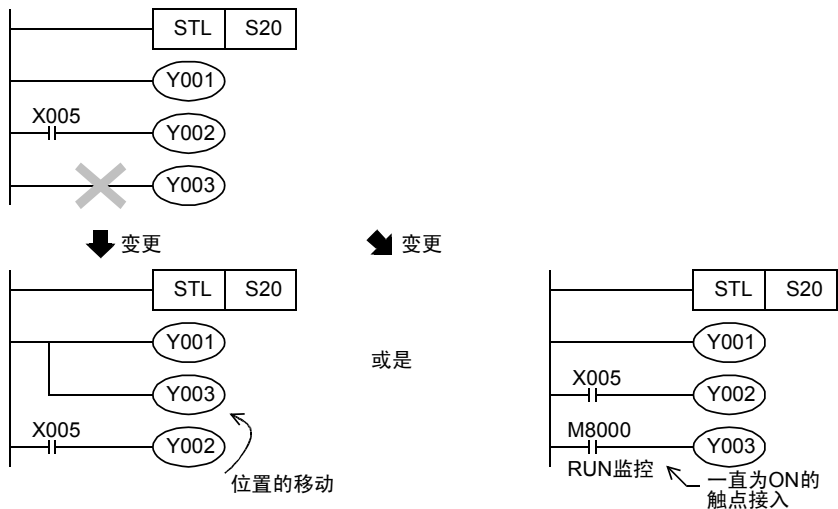 STL S20
Y001
X005
Y002
Y003
变更
变更
STL S20
Y001
Y003
X005
Y002
位置的移动
或是
STL S20
Y001
X005
Y002
M8000
Y003
RUN监控
一直为ON的
触点接入